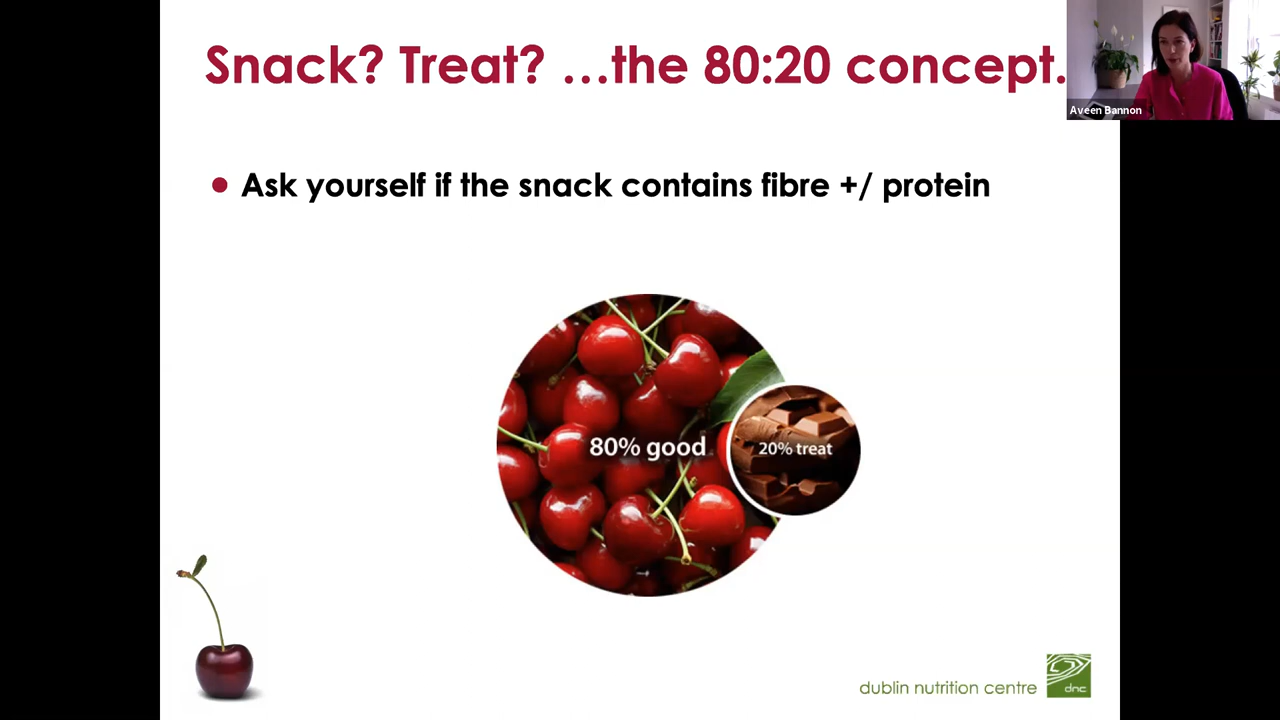 Snack? Treat? …the 80:20 concept.
Aveen Bannon
● Ask yourself if the snack contains fibre +/ protein
80% good
20% treat
dublin nutrition centre
dnc